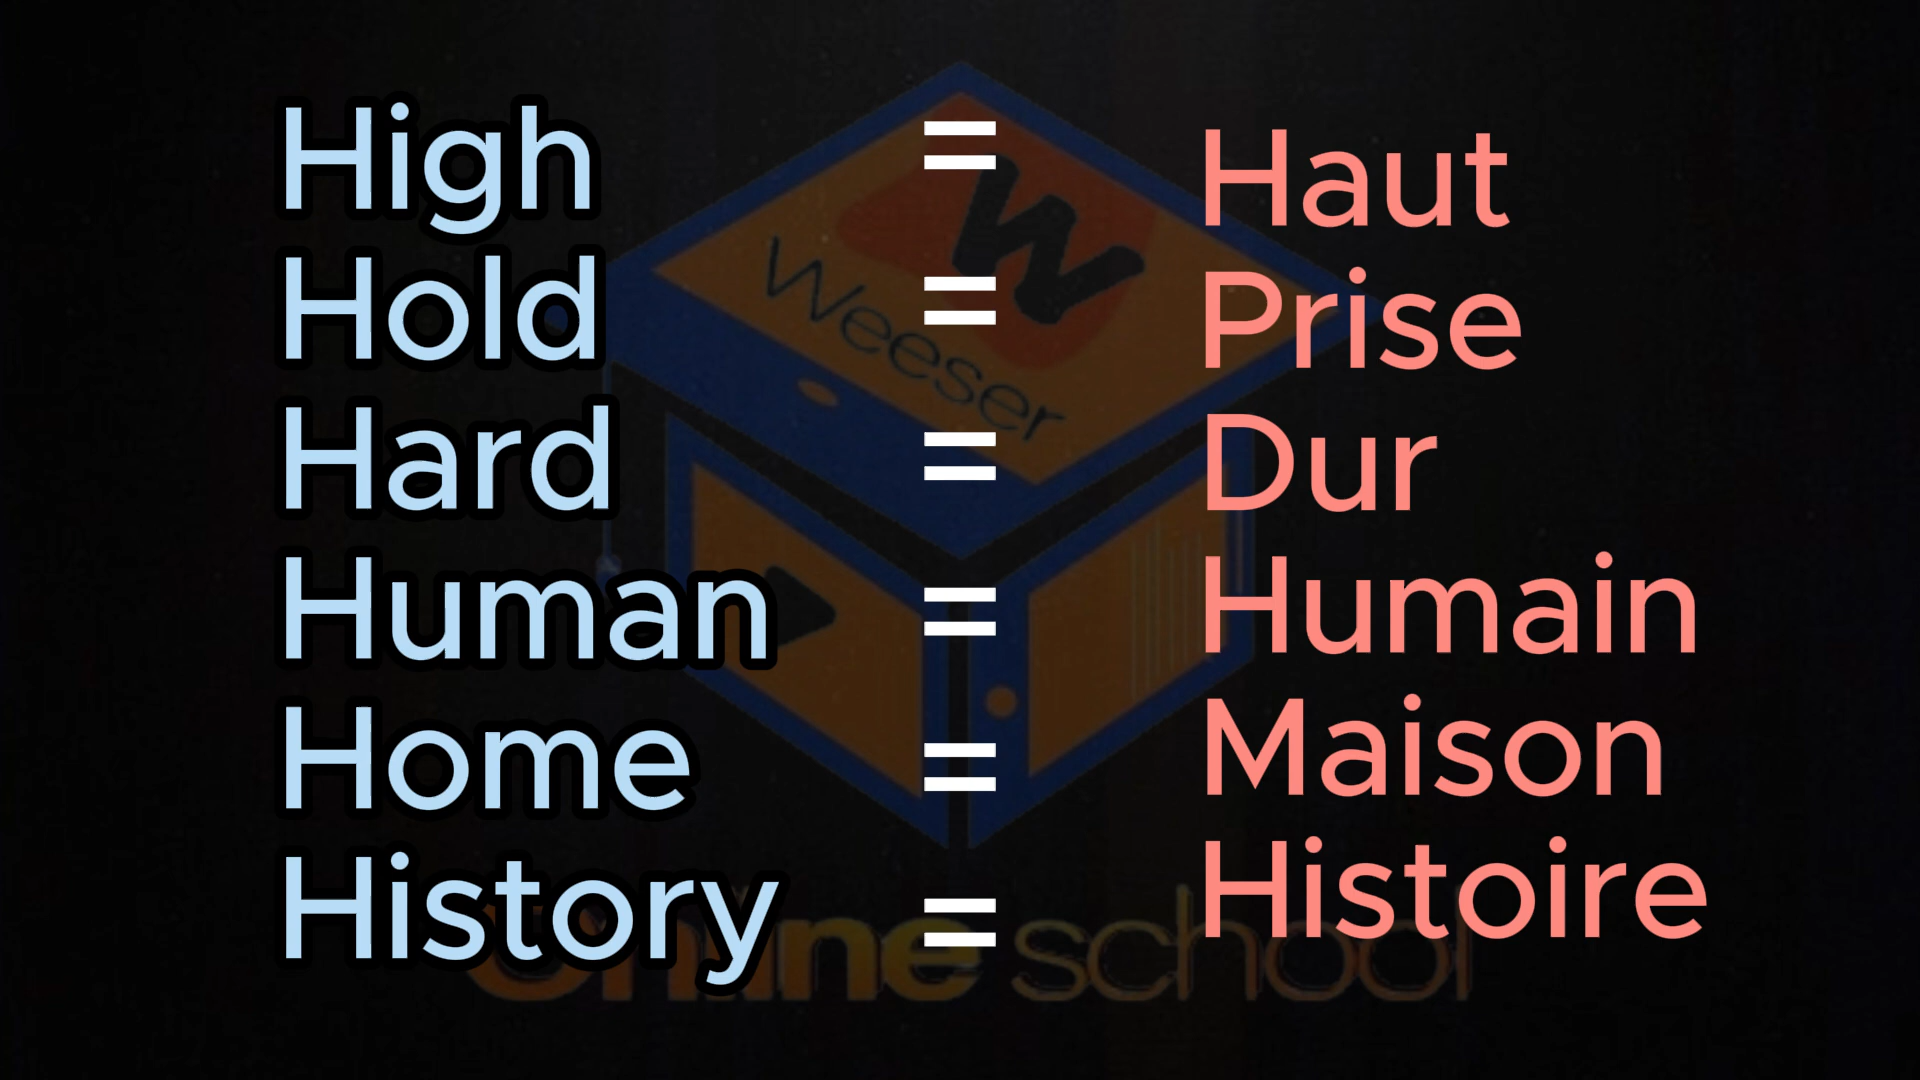 High = Haut
Hold = Prise
Hard = Dur
Human = Humain
Home = Maison
History = Histoire
W
Weeser
Online school